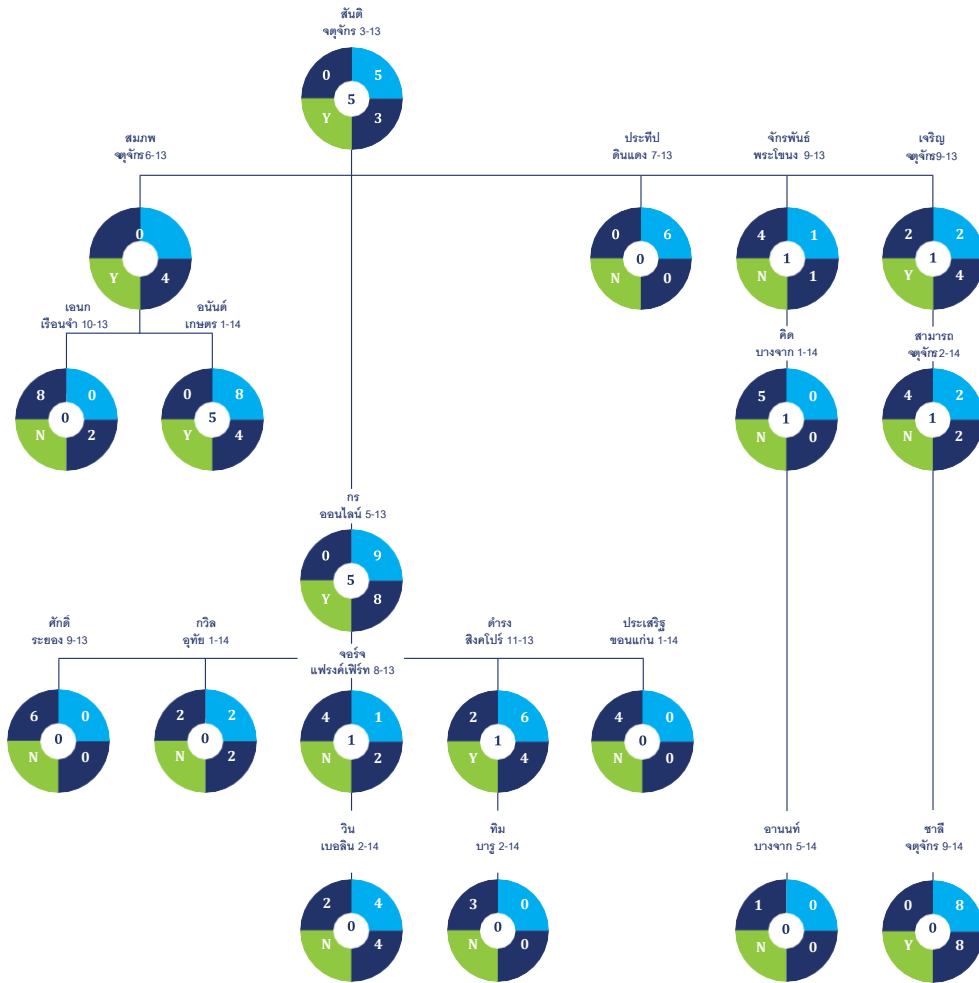 สันติ
จตุจักร 3-13
0 5
5
Y 3
สมภพ
จตุจักร6-13
0
Y 4
ประทีป
ดินแดง 7-13
0 6
0
N 0
จักรพันธ์
พระโขนง 9-13
4 1
1
N 1
เจริญ
จตุจักร9-13
2 2
1
Y 4
เอนก
เรือนจำ 10-13
8 0
0
N 2
อนันต์
เกษตร 1-14
0 8
5
Y 4
คิด
บางจาก 1-14
5 0
1
N 0
สามารถ
จตุจักร2-14
4 2
1
N 2
กร
ออนไลน์ 5-13
0 9
5
Y 8
ศักดิ์
ระยอง 9-13
6 0
0
N 0
กวิล
อุทัย 1-14
2 2
0
N 2
จอร์จ
แฟรงค์เฟิร์ท 8-13
4 1
1
N 2
ดำรง
สิงคโปร์ 11-13
2 6
1
Y 4
ประเสริฐ
ขอนแก่น 1-14
4 0
0
N 0
วิน
เบอลิน 2-14
2 4
0
N 4
ทิม
บารู 2-14
3 0
0
N 0
อานนท์
บางจาก 5-14
1 0
0
N 0
ชาลี
จตุจักร 9-14
0 8
0
Y 8